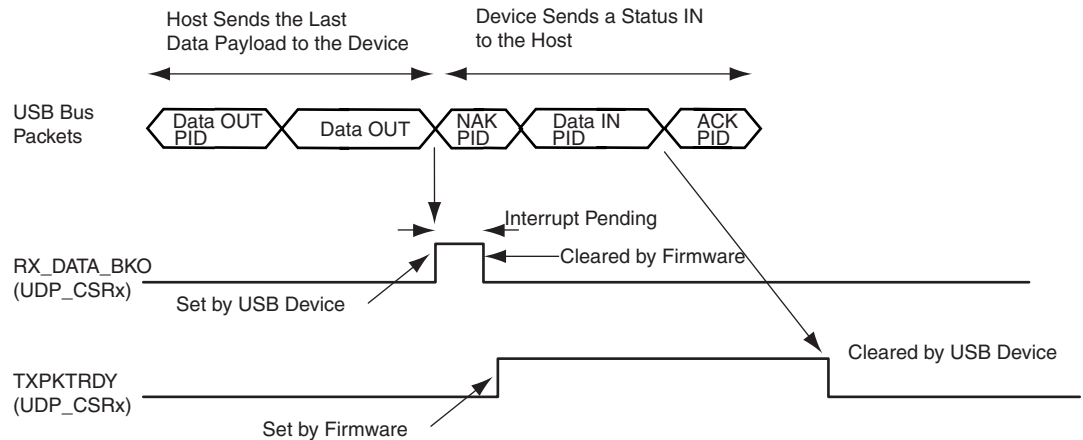 Host Sends the Last
Data Payload to the Device
Device Sends a Status IN
to the Host
USB Bus
Packets
Data OUT
PID
Data OUT
NAK
PID
Data IN
PID
ACK
PID
Interrupt Pending
RX_DATA_BKO
(UDP_CSRx)
Cleared by Firmware
Set by USB Device
Cleared by USB Device
TXPKTRDY
(UDP_CSRx)
Set by Firmware